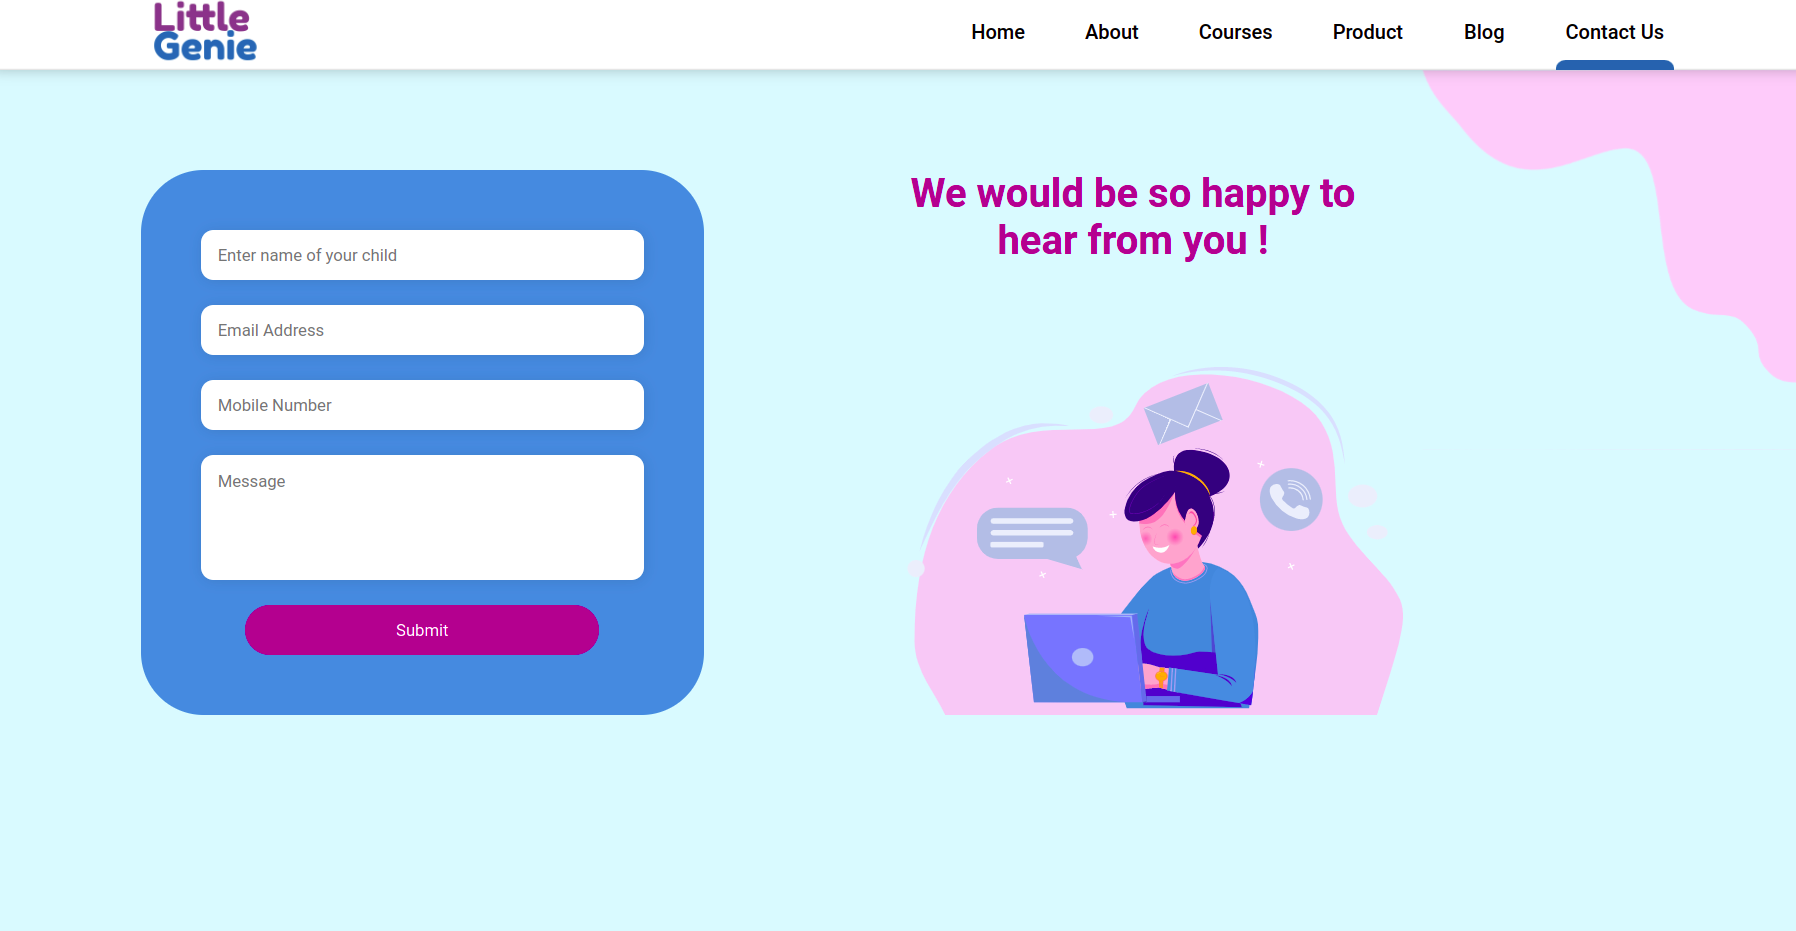 Little
Genie
Home
About
Courses
Product
Blog
Contact Us
Enter name of your child
Email Address
Mobile Number
Message
Submit
We would be so happy to
hear from you !